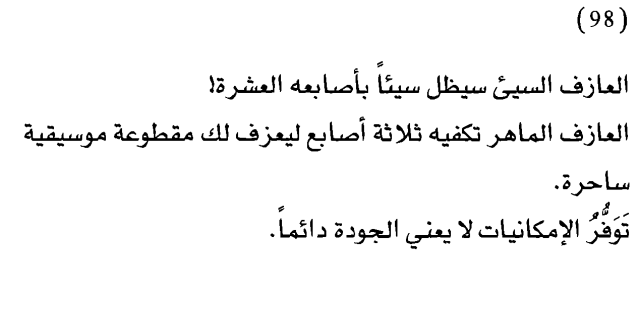 (98)
العازف السيئ سيظل سيئاً بأصابعه العشرة!
العازف الماهر تكفيه ثلاثة أصابع ليعزف لك مقطوعة موسيقية
ساحرة.
تَوَفُّرُ الإمكانيات لا يعني الجودة دائماً.